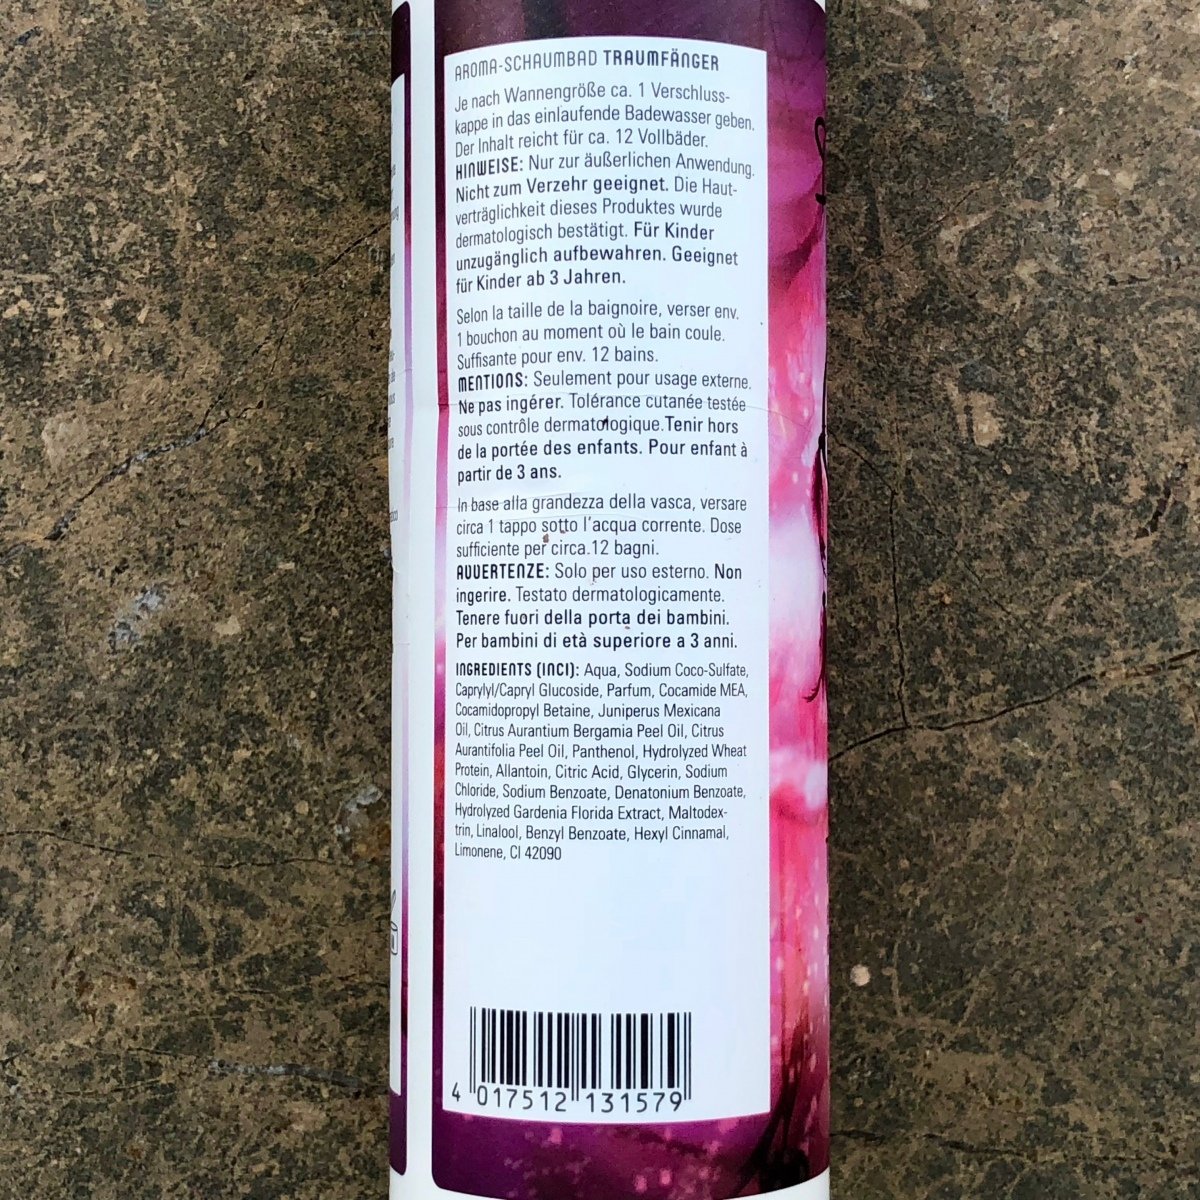 AROMA-SCHAUMBAD TRAUMFÄNGER
Je nach Wannengröße ca. 1 Verschluss-
kappe in das einlaufende Badewasser geben.
Der Inhalt reicht für ca. 12 Vollbäder.
HINWEISE: Nur zur äußerlichen Anwendung.
Nicht zum Verzehr geeignet. Die Haut-
verträglichkeit dieses Produktes wurde
dermatologisch bestätigt. Für Kinder
unzugänglich aufbewahren. Geeignet
für Kinder ab 3 Jahren.
Selon la taille de la baignoire, verser env.
1 bouchon au moment où le bain coule.
Suffisante pour env. 12 bains.
MENTIONS: Seulement pour usage externe.
Ne pas ingérer. Tolérance cutanée testée
sous contrôle dermatologique.Tenir hors
de la portée des enfants. Pour enfant à
partir de 3 ans.
In base alla grandezza della vasca, versare
circa 1 tappo sotto l'acqua corrente. Dose
sufficiente per circa.12 bagni.
AVVERTENZE: Solo per uso esterno. Non
ingerire. Testato dermatologicamente.
Tenere fuori della porta dei bambini.
Per bambini di età superiore a 3 anni.
INGREDIENTS (INCI): Aqua, Sodium Coco-Sulfate,
Caprylyl/Capryl Glucoside, Parfum, Cocamide MEA,
Cocamidopropyl Betaine, Juniperus Mexicana
Oil, Citrus Aurantium Bergamia Peel Oil, Citrus
Aurantifolia Peel Oil, Panthenol, Hydrolyzed Wheat
Protein, Allantoin, Citric Acid, Glycerin, Sodium
Chloride, Sodium Benzoate, Denatonium Benzoate,
Hydrolyzed Gardenia Florida Extract, Maltodex-
trin, Linalool, Benzyl Benzoate, Hexyl Cinnamal,
Limonene, CI 42090
4 017512 131579